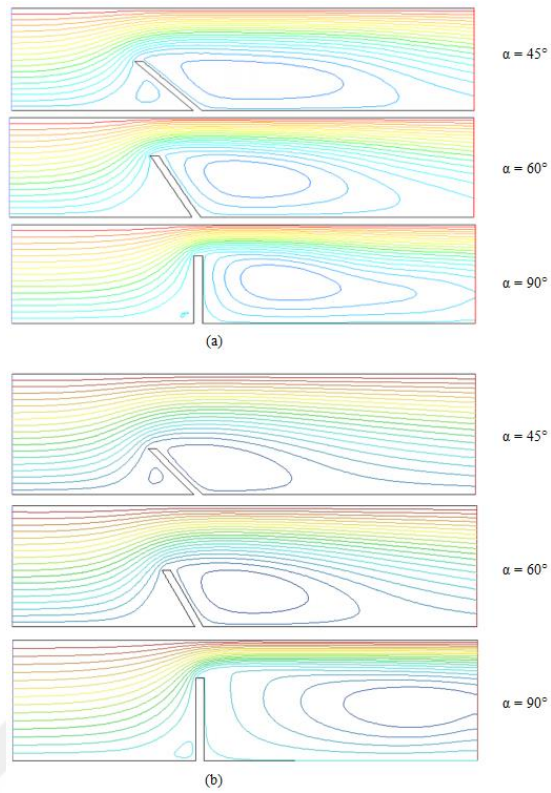 α = 45°
α = 60°
α = 90°
(a)
α = 45°
α = 60°
α = 90°
(b)